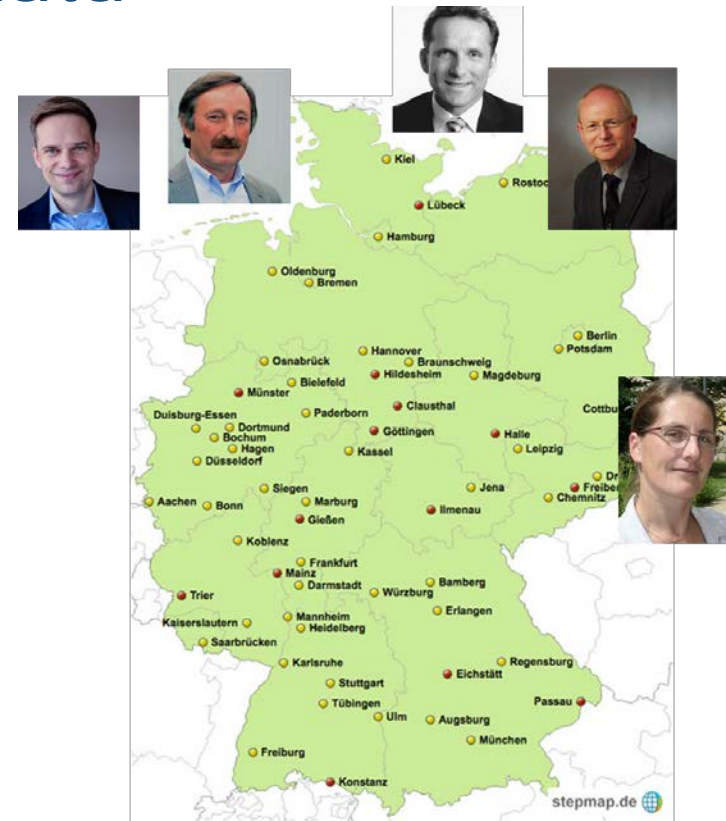 Kiel
Rostoc
Lübeck
Hamburg
Oldenburg
Bremen
Berlin
Potsdam
Hannover
Braunschweig
Osnabrück
Hildesheim
Magdeburg
Bielefeld
Münster
Clausthal
Paderborn
Cottbu
Duisburg-Essen
Dortmund
Göttingen
Halle
Bochum
Hagen
Kassel
Leipzig
Düsseldorf
Dr
Siegen
Jena
Freiber
Chemnitz
Aachen
Bonn
Marburg
Ilmenau
Gießen
Koblenz
Frankfurt
Mainz
Darmstadt
Bamberg
Trier
Würzburg
Erlangen
Mannheim
Kaiserslautern
Heidelberg
Saarbrücken
Karlsruhe
Regensburg
Eichstätt
Stuttgart
Passau
Tübingen
Ulm
Augsburg
München
Freiburg
Konstanz
stepmap.de